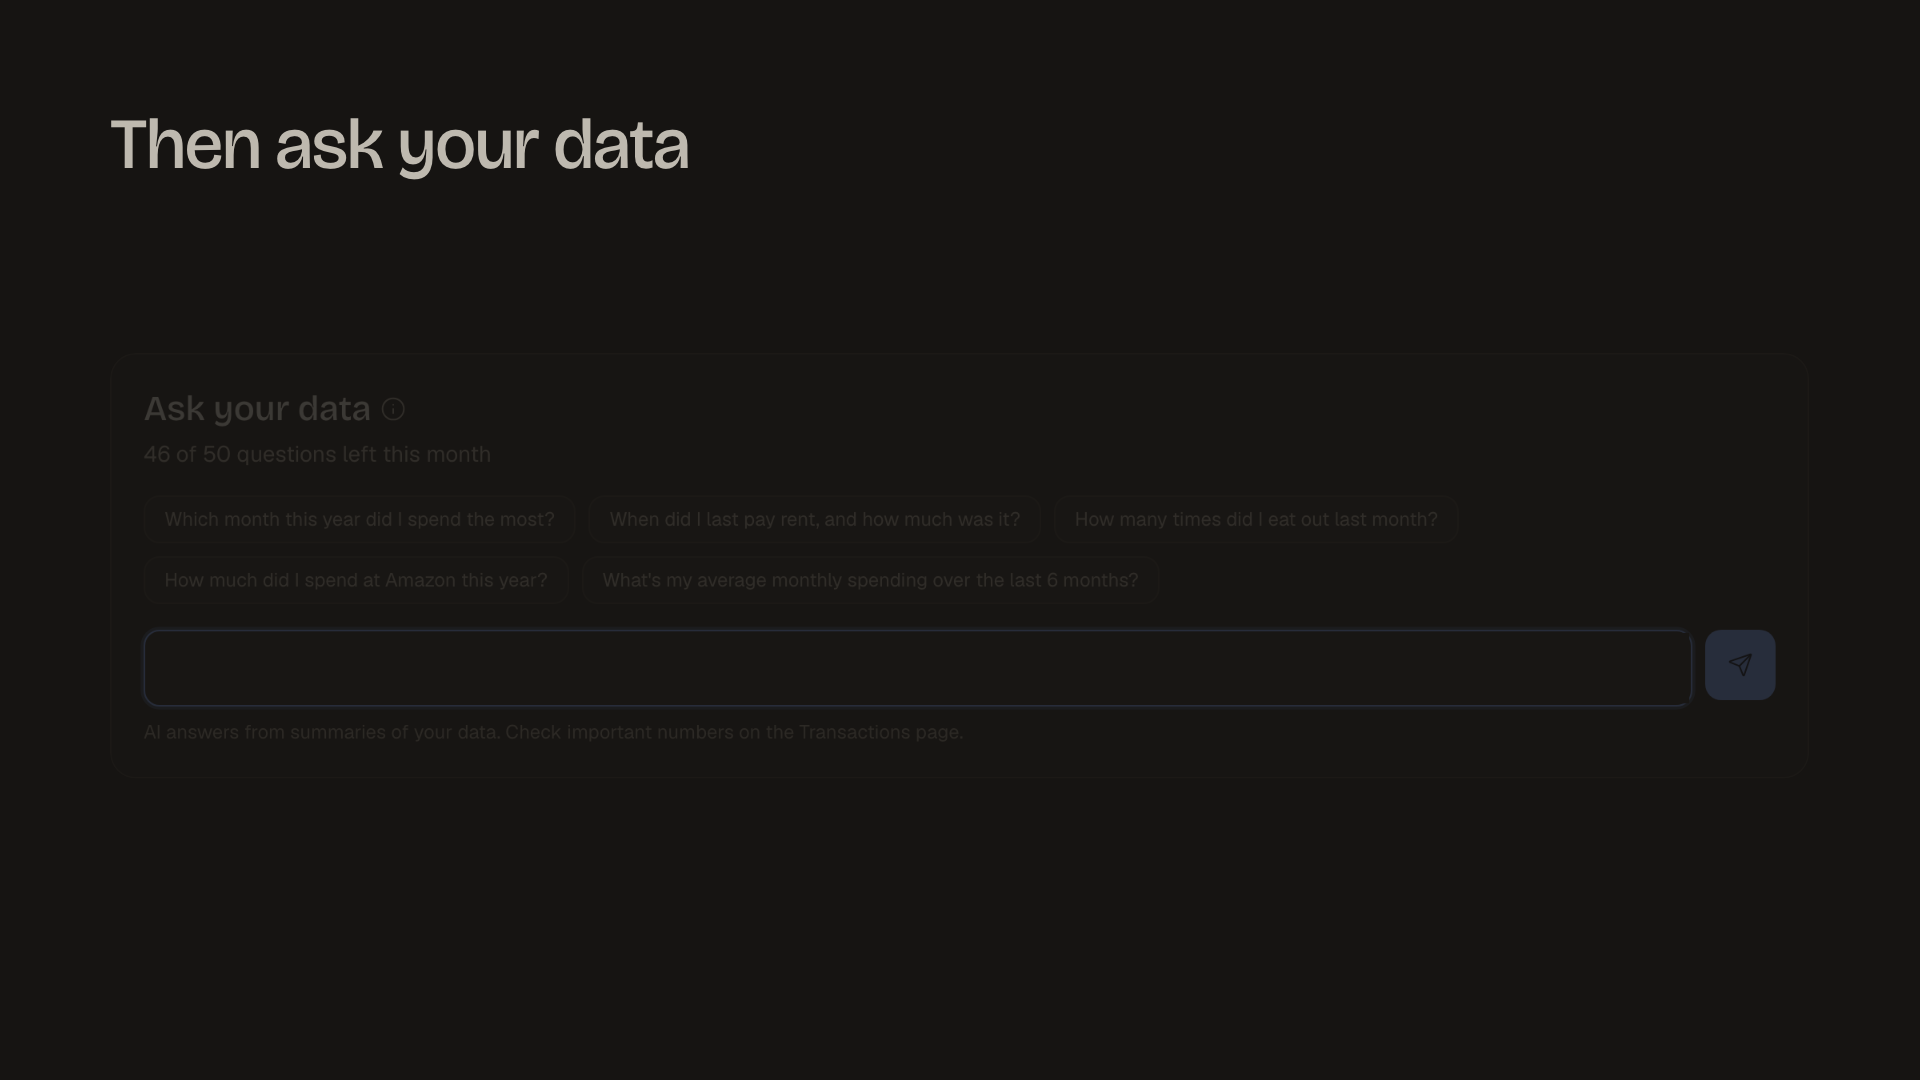 Then ask your data
Ask your data
46 of 50 questions left this month
Which month this year did I spend the most?
When did I last pay rent, and how much was it?
How many times did I eat out last month?
How much did I spend at Amazon this year?
What's my average monthly spending over the last 6 months?
AI answers from summaries of your data. Check important numbers on the Transactions page.